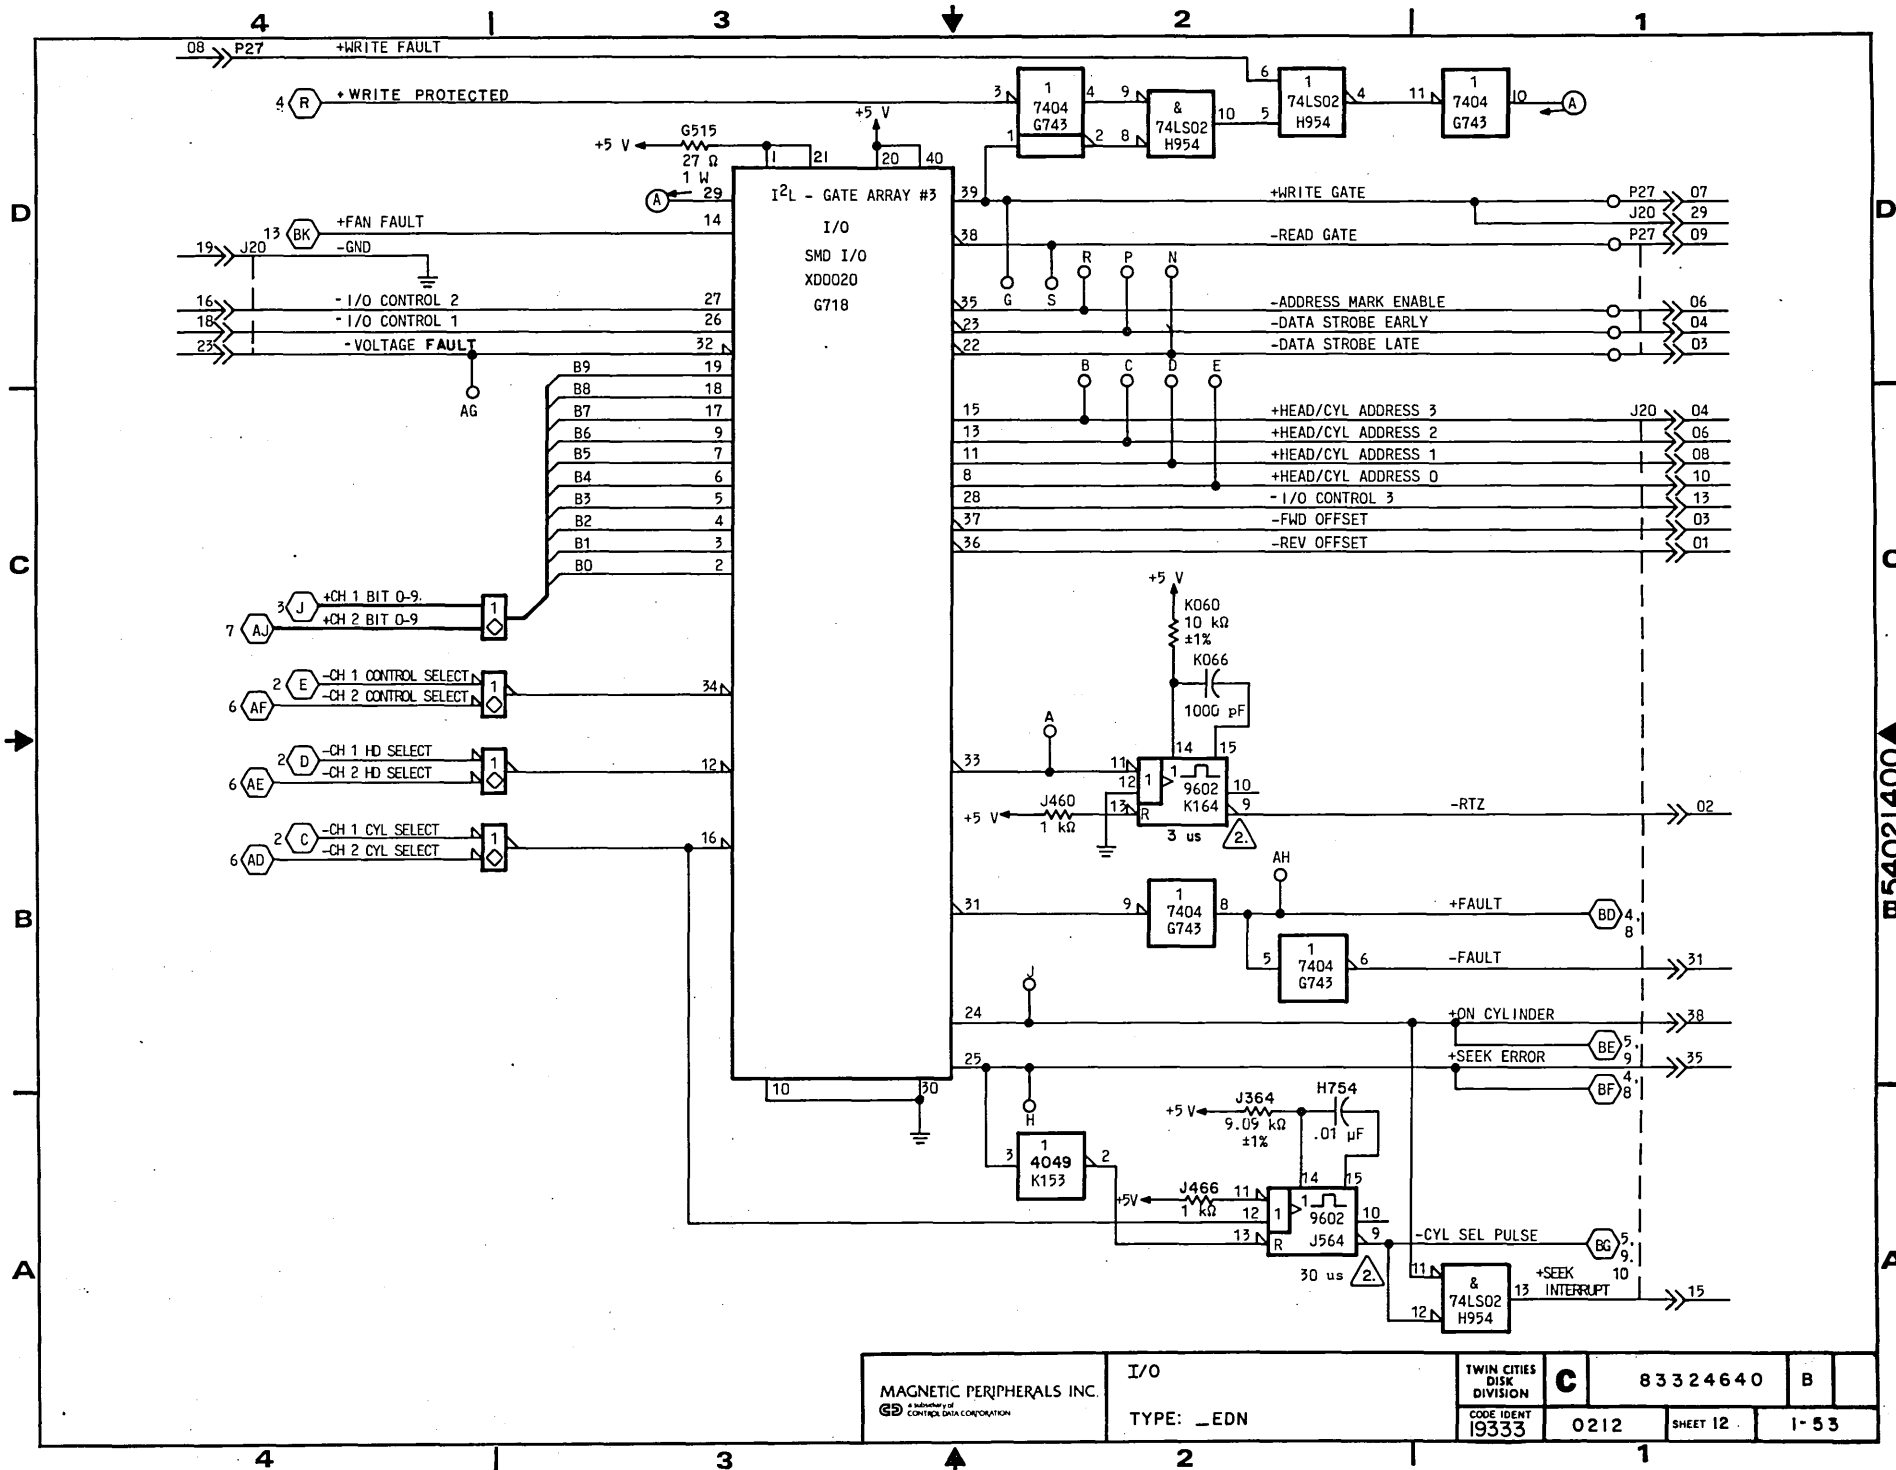 4 3 2 1
08 P27 +WRITE FAULT
4 R +WRITE PROTECTED
3 1 7404 G743 4
1 2
9 & 74LS02 H954 10
8
6 1 74LS02 H954 4
5
11 1 7404 G743 10 A
+5 V G515 27 Ω 1 W
+5 V
1 21 20 40
A 29
I²L - GATE ARRAY #3
I/O
SMD I/O
XD0020
G718
D D
13 BK +FAN FAULT 14
19 J20 -GND
16 -I/O CONTROL 2 27
18 -I/O CONTROL 1 26
23 -VOLTAGE FAULT 32
AG
39 +WRITE GATE P27 07
J20 29
38 -READ GATE P27 09
G S R P N
35 -ADDRESS MARK ENABLE 06
23 -DATA STROBE EARLY 04
22 -DATA STROBE LATE 03
B9 19
B8 18
B7 17
B6 9
B5 7
B4 6
B3 5
B2 4
B1 3
B0 2
B C D E
15 +HEAD/CYL ADDRESS 3 J20 04
13 +HEAD/CYL ADDRESS 2 06
11 +HEAD/CYL ADDRESS 1 08
8 +HEAD/CYL ADDRESS 0 10
28 -I/O CONTROL 3 13
37 -FWD OFFSET 03
36 -REV OFFSET 01
C C
3 J +CH 1 BIT 0-9.
7 AJ +CH 2 BIT 0-9
1
2 E -CH 1 CONTROL SELECT
6 AF -CH 2 CONTROL SELECT
1 34
2 D -CH 1 HD SELECT
6 AE -CH 2 HD SELECT
1 12
2 C -CH 1 CYL SELECT
6 AD -CH 2 CYL SELECT
1 16
+5 V
K060
10 kΩ
±1%
K066
1000 pF
A
33 11 14 15
12 1 1 9602 K164 10
+5 V J460 1 kΩ 13 R 9 -RTZ 02
3 us 2.
B
31 9 1 7404 G743 8 AH +FAULT BD 4, 8
5 1 7404 G743 6 -FAULT 31
J
24 +ON CYLINDER 38
BE 5, 9
25 +SEEK ERROR 35
BF 4, 8
H
10 30
3 1 4049 K153 2
+5 V J364 9.09 kΩ ±1%
H754 .01 µF
14 15
+5V J466 1 kΩ 11
12 1 1 9602 J564 10
13 R 9 -CYL SEL PULSE BG 5, 9, 10
30 us 2.
11 & 74LS02 H954 13 +SEEK INTERRUPT 15
12
A A
MAGNETIC PERIPHERALS INC.
a subsidiary of
CONTROL DATA CORPORATION
I/O
TYPE: _EDN
TWIN CITIES
DISK
DIVISION
C 83324640 B
CODE IDENT
19333
0212 SHEET 12 1-53
4 3 2 1